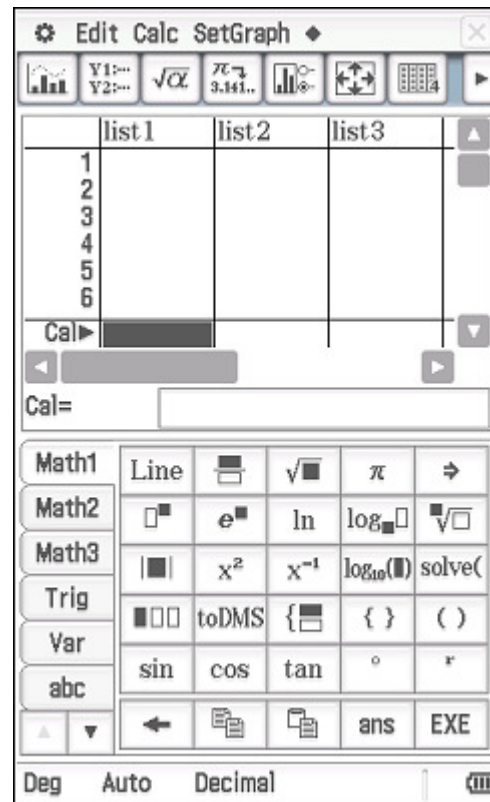 Edit Calc SetGraph ◆
Y1:... Y2:... √α π 3.141.. 4
list1 list2 list3
1
2
3
4
5
6
Cal▶
Cal=
Math1 Line √■ π ⇒
Math2 □■ e■ ln log■□ ■√□
Math3 |■| x² x⁻¹ log₁₀(■) solve(
Trig ■□□ toDMS { { } ( )
Var sin cos tan ° r
abc
← ans EXE
Deg Auto Decimal